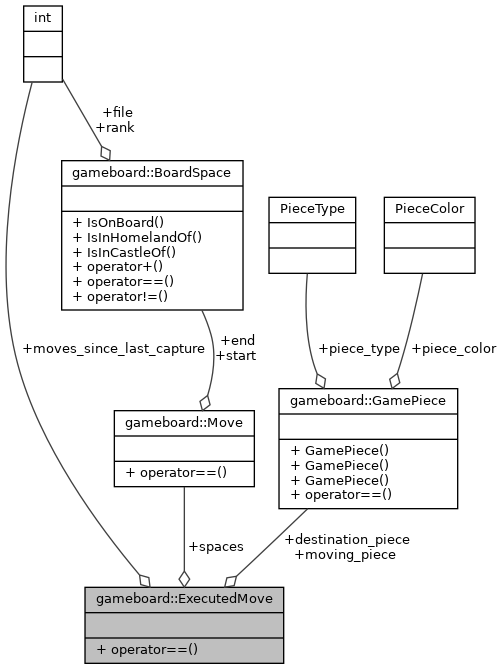 int
+file
+rank
gameboard::BoardSpace
+ IsOnBoard()
+ IsInHomelandOf()
+ IsInCastleOf()
+ operator+()
+ operator==()
+ operator!=()
PieceType
PieceColor
+moves_since_last_capture
+end
+start
+piece_type
+piece_color
gameboard::Move
+ operator==()
gameboard::GamePiece
+ GamePiece()
+ GamePiece()
+ GamePiece()
+ operator==()
+spaces
+destination_piece
+moving_piece
gameboard::ExecutedMove
+ operator==()